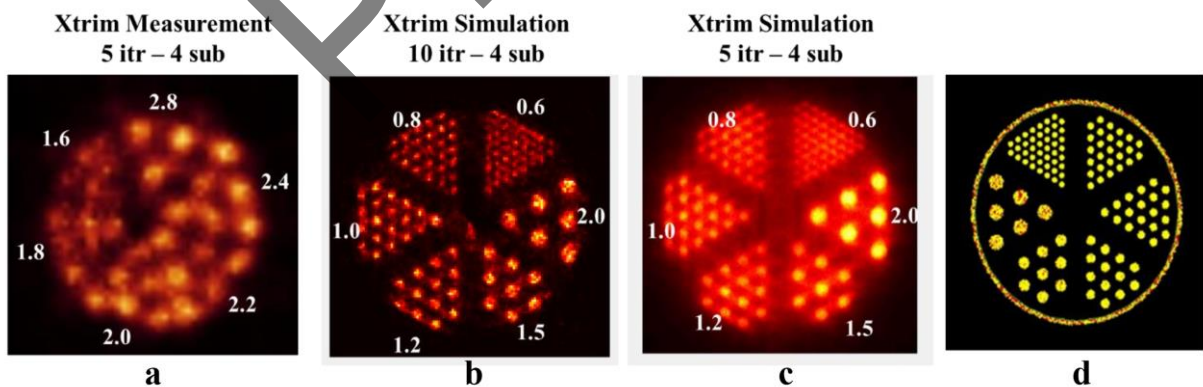 Xtrim Measurement
5 itr – 4 sub
Xtrim Simulation
10 itr – 4 sub
Xtrim Simulation
5 itr – 4 sub
2.8
1.6
2.4
1.8
2.2
2.0
0.8
0.6
1.0
2.0
1.2
1.5
0.8
0.6
1.0
2.0
1.2
1.5
a
b
c
d